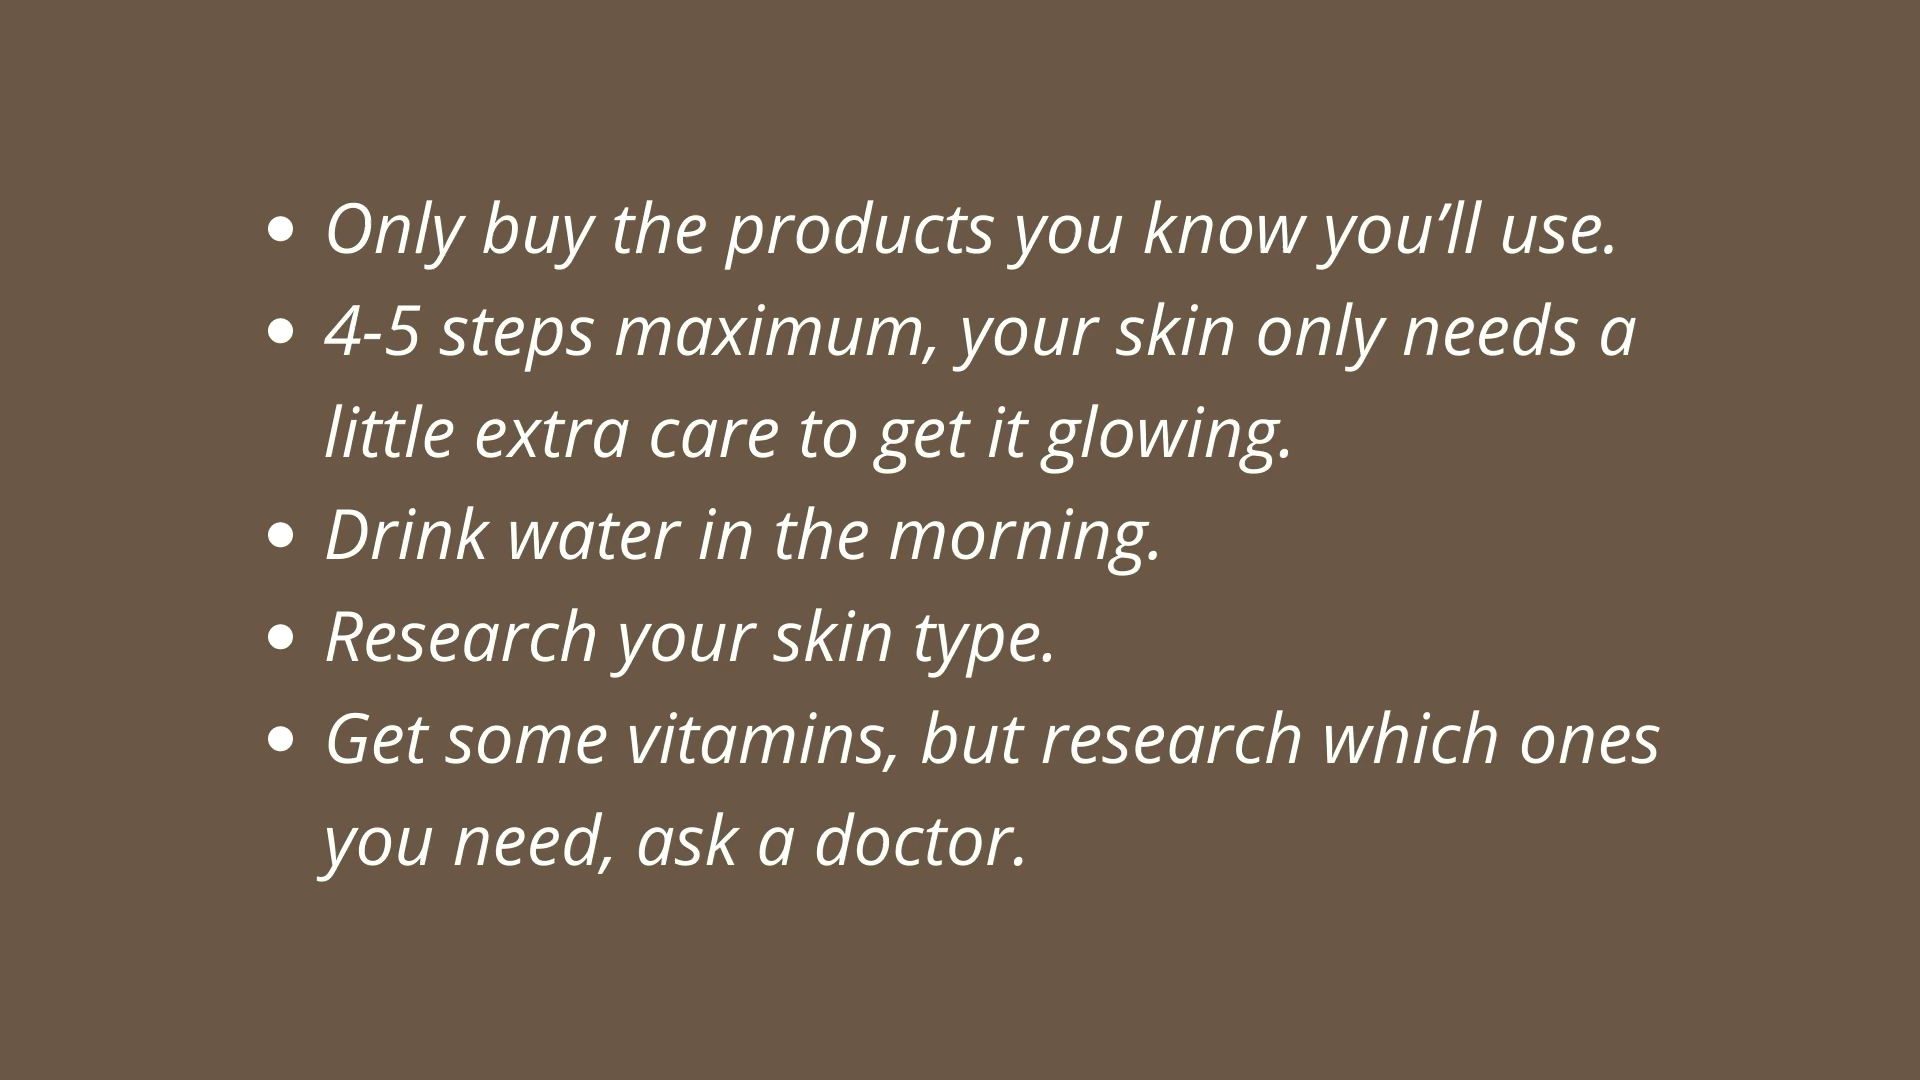 • Only buy the products you know you’ll use.
• 4-5 steps maximum, your skin only needs a
little extra care to get it glowing.
• Drink water in the morning.
• Research your skin type.
• Get some vitamins, but research which ones
you need, ask a doctor.